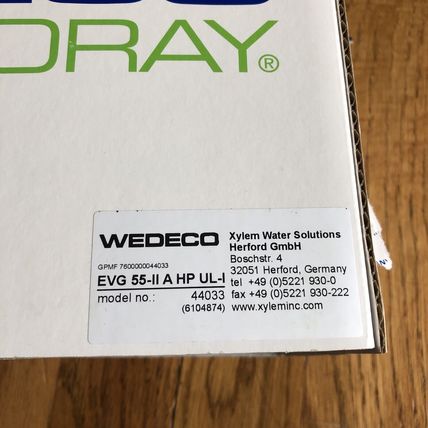 ORAY®
WEDECO
GPMF 7600000044033
EVG 55-II A HP UL-I
model no.: 44033
(6104874)
Xylem Water Solutions
Herford GmbH
Boschstr. 4
32051 Herford, Germany
tel +49 (0)5221 930-0
fax +49 (0)5221 930-222
www.xyleminc.com